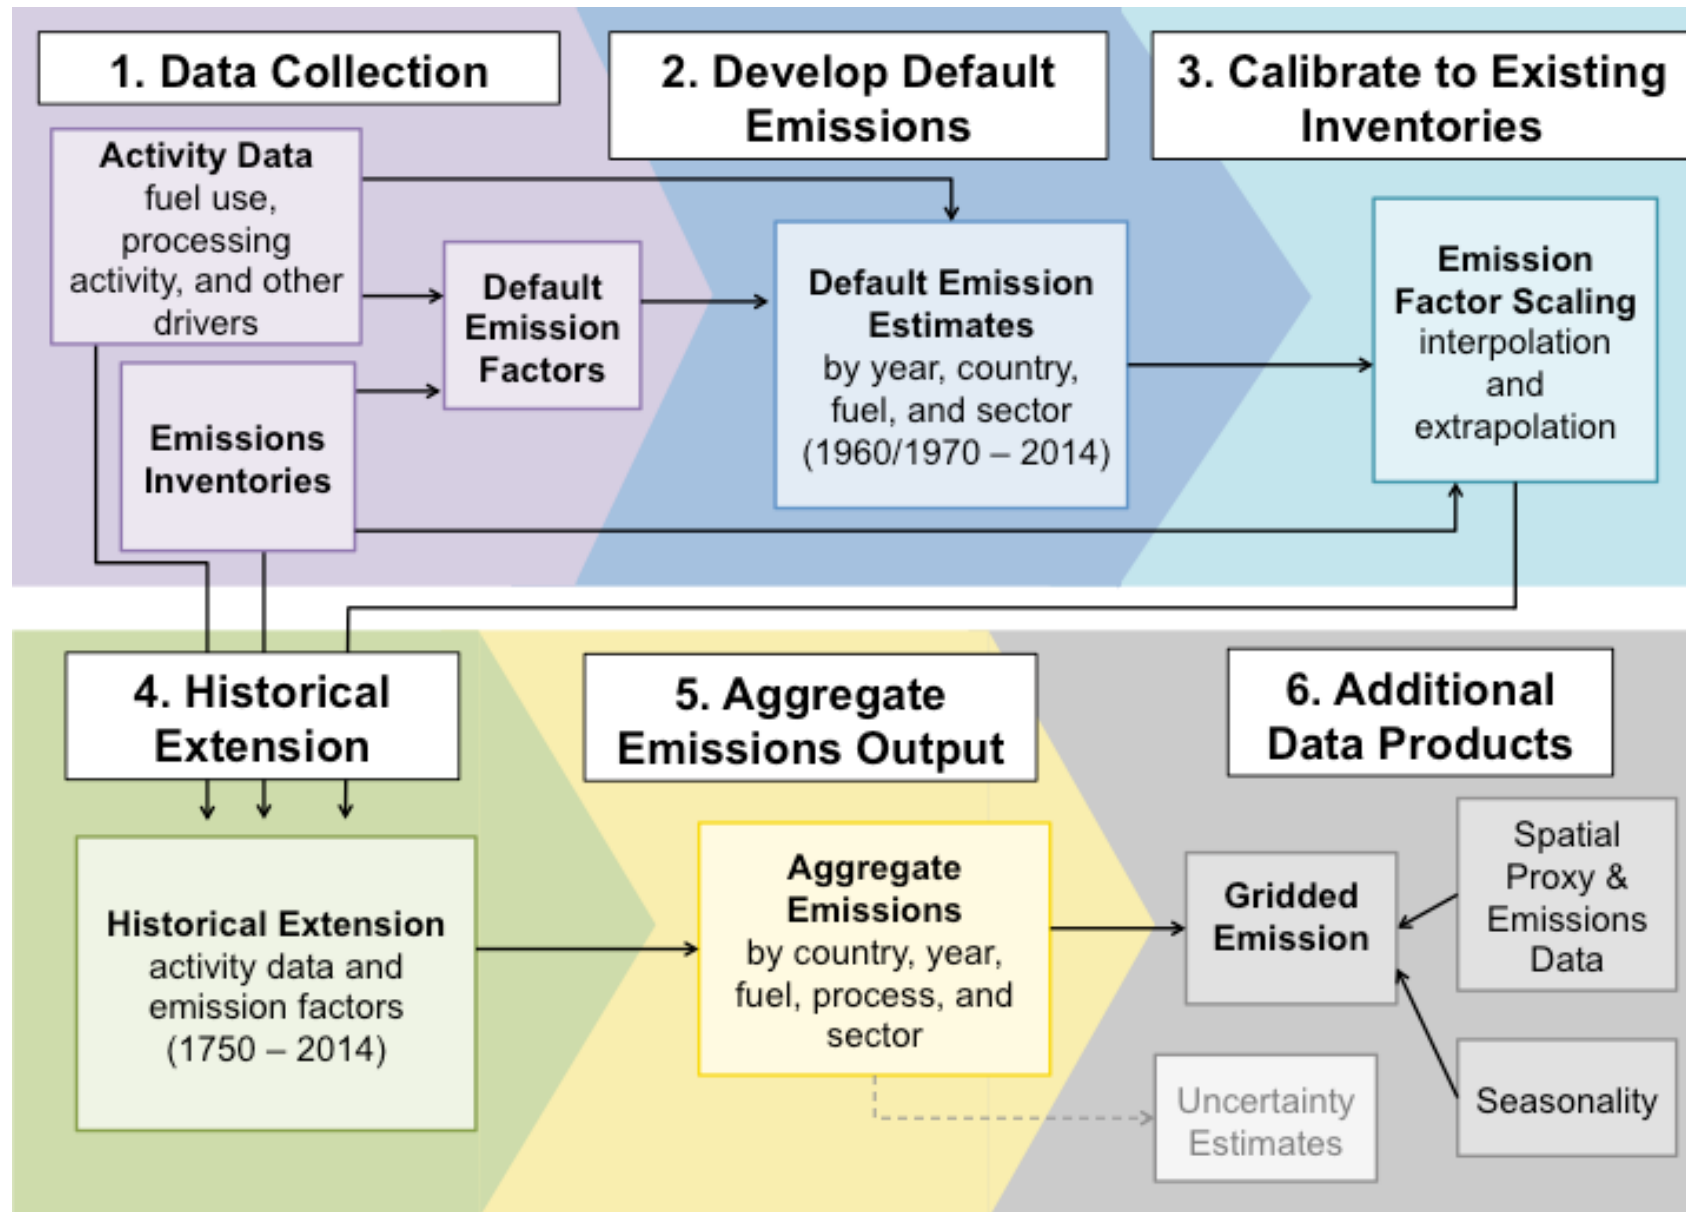 1. Data Collection
2. Develop Default
Emissions
3. Calibrate to Existing
Inventories
Activity Data
fuel use,
processing
activity, and other
drivers
Default
Emission
Factors
Emissions
Inventories
Default Emission
Estimates
by year, country,
fuel, and sector
(1960/1970 – 2014)
Emission
Factor Scaling
interpolation
and
extrapolation
4. Historical
Extension
5. Aggregate
Emissions Output
6. Additional
Data Products
Historical Extension
activity data and
emission factors
(1750 – 2014)
Aggregate
Emissions
by country, year,
fuel, process, and
sector
Gridded
Emission
Spatial
Proxy &
Emissions
Data
Uncertainty
Estimates
Seasonality